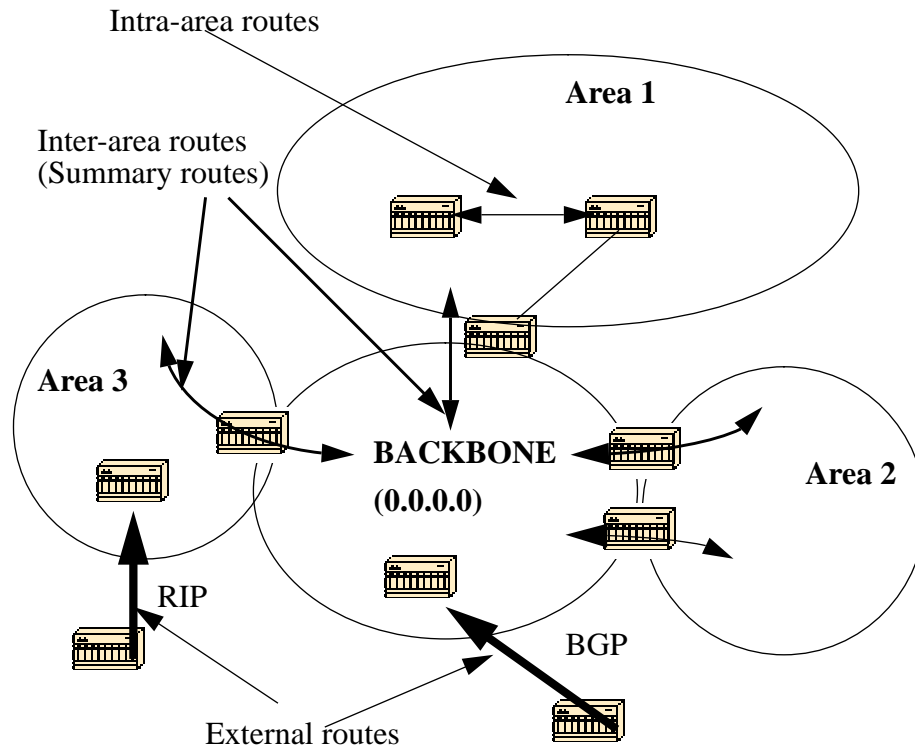 Intra-area routes
Area 1
Inter-area routes
(Summary routes)
Area 3
BACKBONE
(0.0.0.0)
Area 2
RIP
BGP
External routes